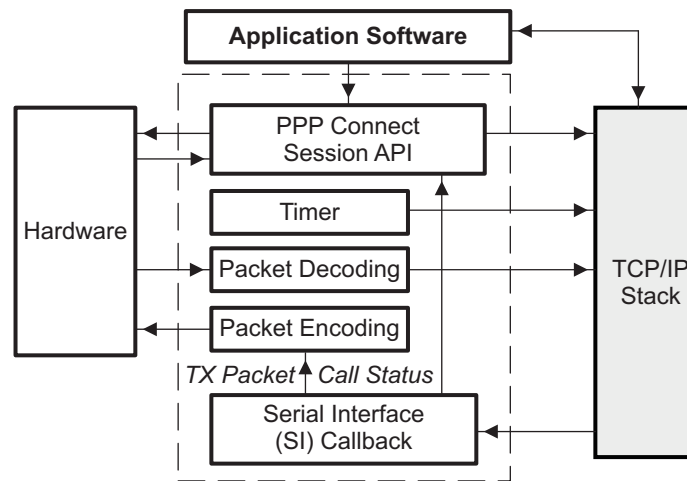 Application Software
PPP Connect
Session API
Timer
Hardware
Packet Decoding
TCP/IP
Stack
Packet Encoding
TX Packet
Call Status
Serial Interface
(SI) Callback